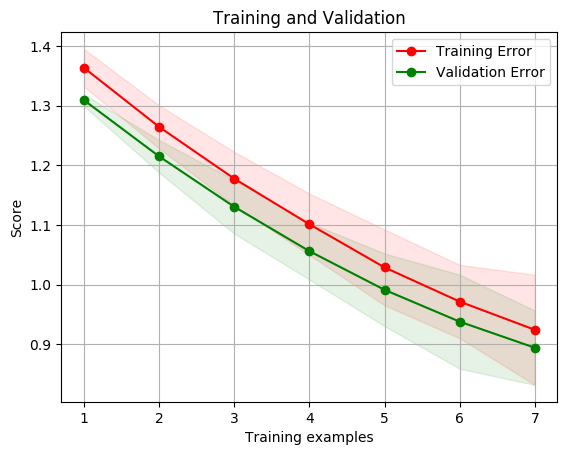 Training and Validation
Training Error
Validation Error
Score
1.4
1.3
1.2
1.1
1.0
0.9
1 2 3 4 5 6 7
Training examples